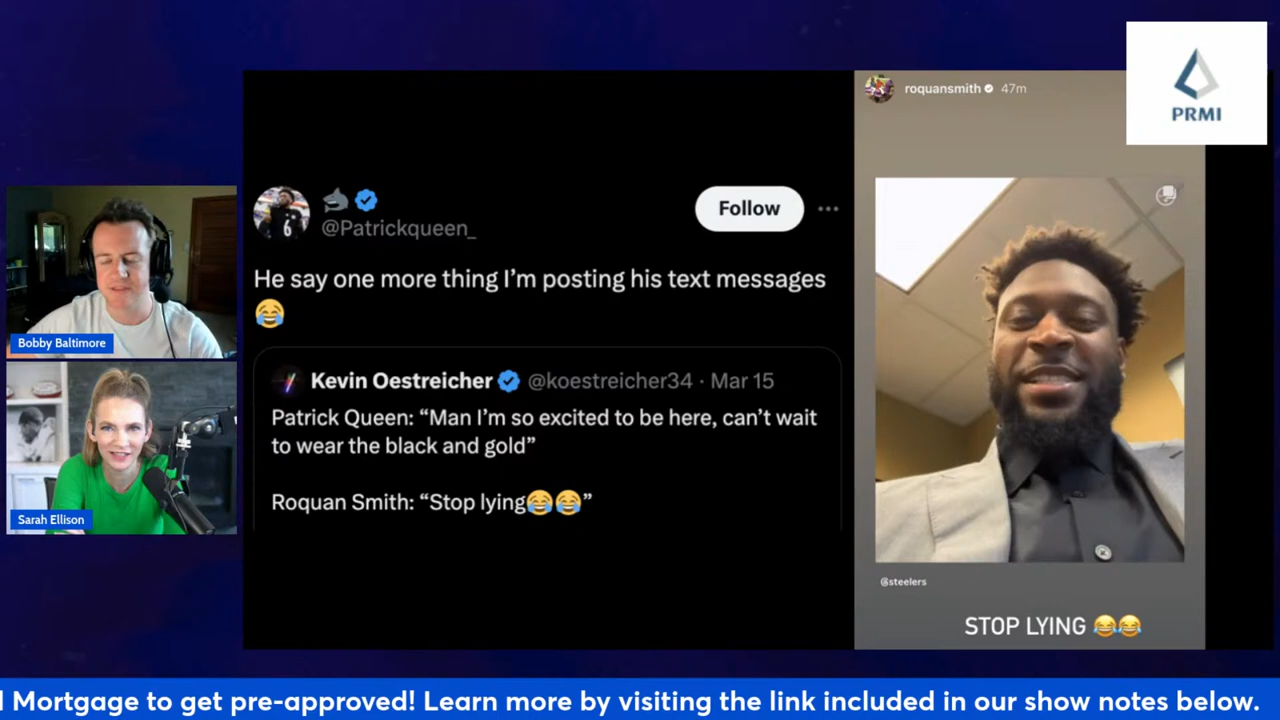 PRMI
roquansmith 47m
@Patrickqueen_
Follow
He say one more thing I’m posting his text messages
😂
Kevin Oestreicher @koestreicher34 · Mar 15
Patrick Queen: “Man I’m so excited to be here, can’t wait
to wear the black and gold”
Roquan Smith: “Stop lying😂😂”
@steelers
STOP LYING 😂😂
Bobby Baltimore
Sarah Ellison
Mortgage to get pre-approved! Learn more by visiting the link included in our show notes below.